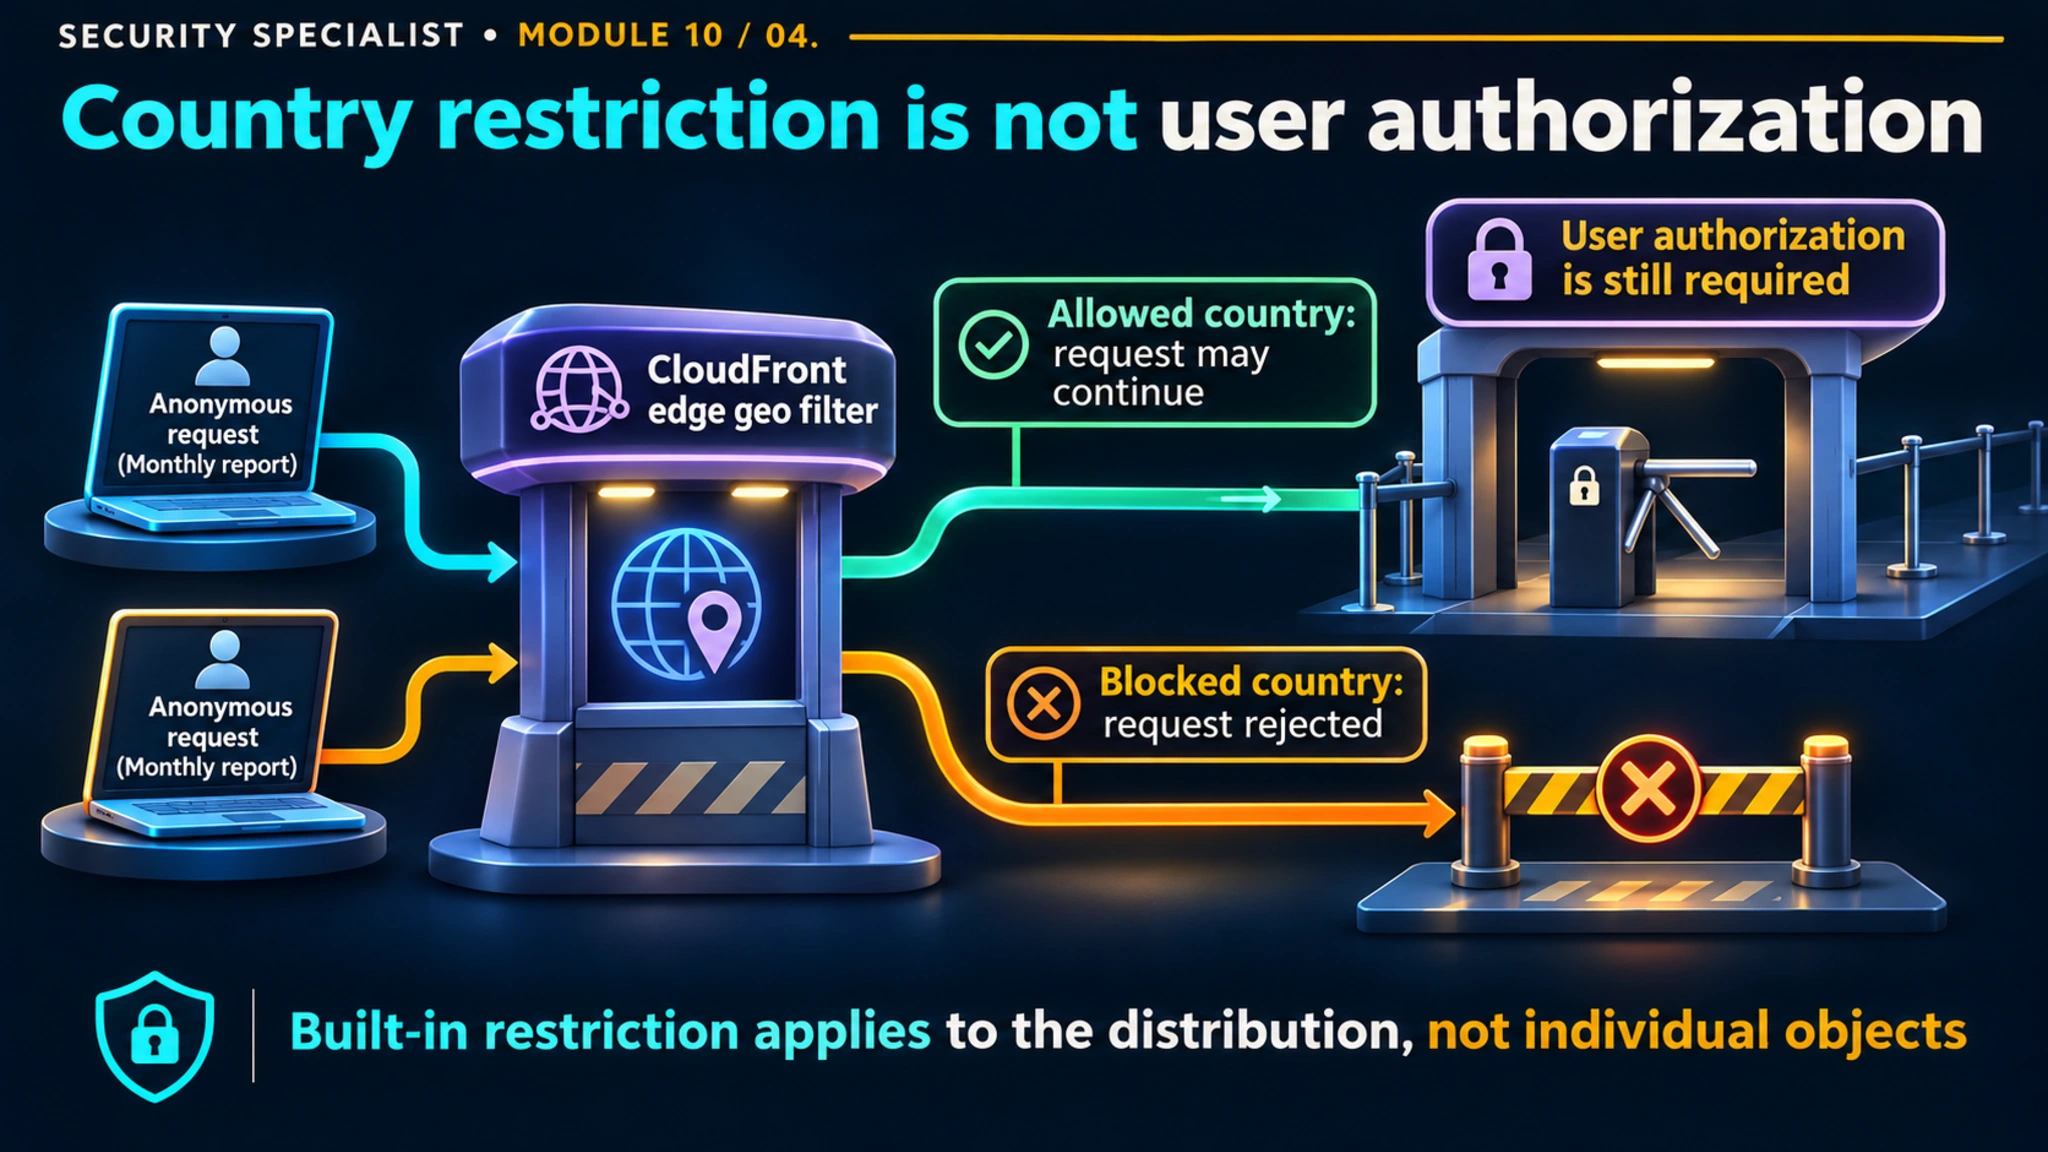 SECURITY SPECIALIST • MODULE 10 / 04.
Country restriction is not user authorization
Anonymous
request
(Monthly report)
CloudFront
edge geo filter
Allowed country:
request may
continue
User authorization
is still required
Anonymous
request
(Monthly report)
Blocked country:
request rejected
Built-in restriction applies to the distribution, not individual objects